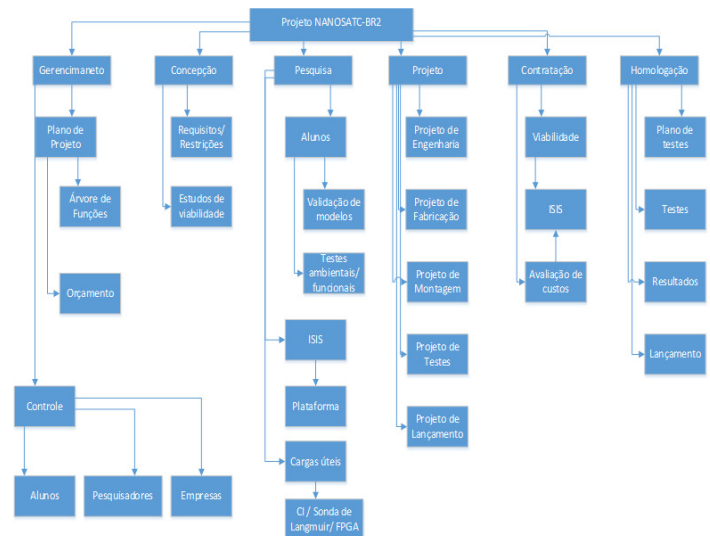 Projeto NANOSATC-BR2
Gerencimaneto
Concepção
Pesquisa
Projeto
Contratação
Homologação
Plano de
Projeto
Requisitos/
Restrições
Alunos
Projeto de
Engenharia
Viabilidade
Plano de
testes
Árvore de
Funções
Estudos de
viabilidade
Validação de
modelos
Projeto de
Fabricação
ISIS
Testes
Orçamento
Testes
ambientais/
funcionais
Projeto de
Montagem
Avaliação de
custos
Resultados
ISIS
Projeto de
Testes
Lançamento
Controle
Plataforma
Projeto de
Lançamento
Cargas úteis
Alunos
Pesquisadores
Empresas
CI / Sonda de
Langmuir/ FPGA